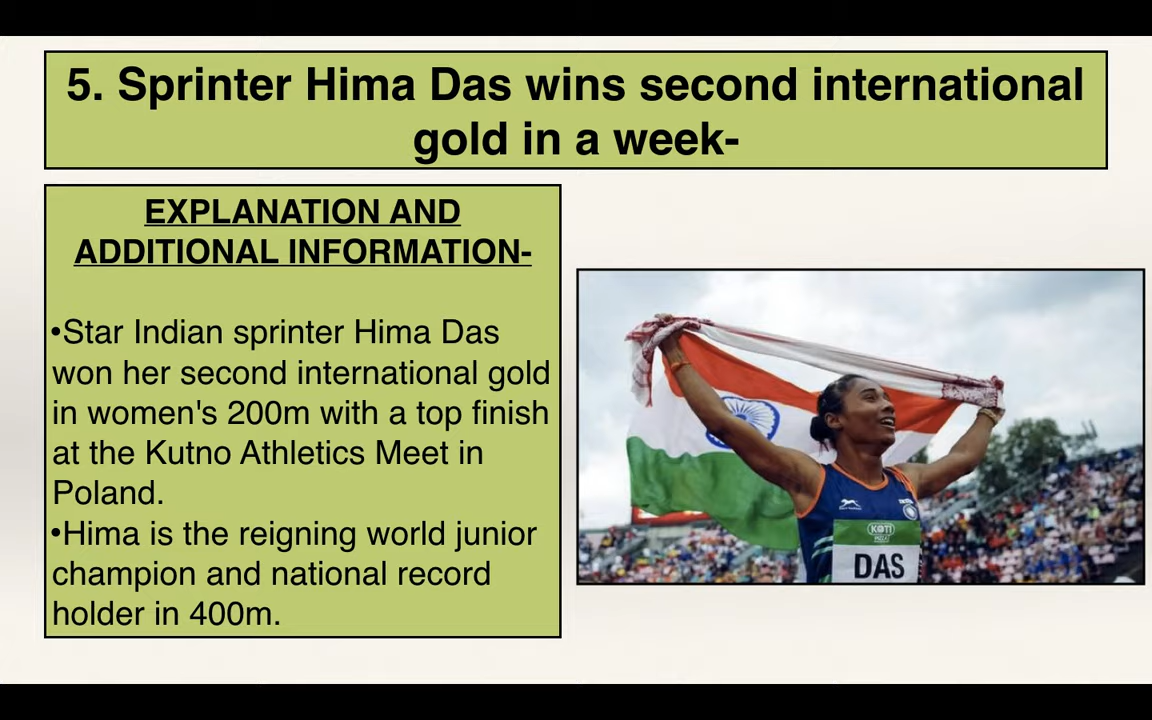 5. Sprinter Hima Das wins second international
gold in a week-
EXPLANATION AND
ADDITIONAL INFORMATION-
•Star Indian sprinter Hima Das
won her second international gold
in women's 200m with a top finish
at the Kutno Athletics Meet in
Poland.
•Hima is the reigning world junior
champion and national record
holder in 400m.
KOTI
PIZZA
DAS